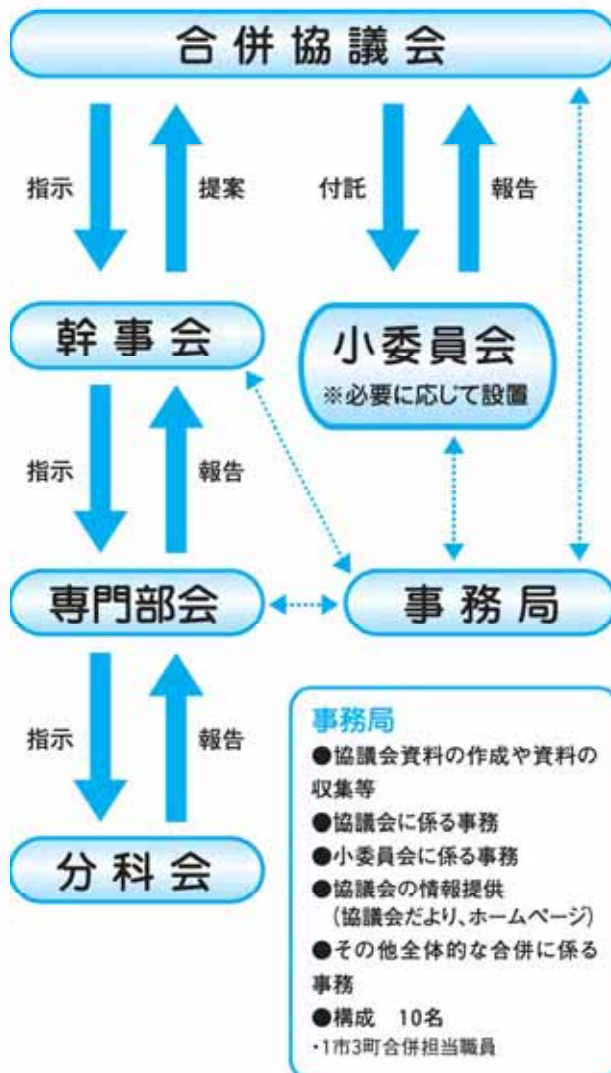 合併協議会
指示
提案
付託
報告
幹事会
小委員会
※必要に応じて設置
指示
報告
専門部会
事務局
指示
報告
分科会
事務局
●協議会資料の作成や資料の
収集等
●協議会に係る事務
●小委員会に係る事務
●協議会の情報提供
(協議会だより、ホームページ)
●その他全体的な合併に係る
事務
●構成　10名
・1市3町合併担当職員